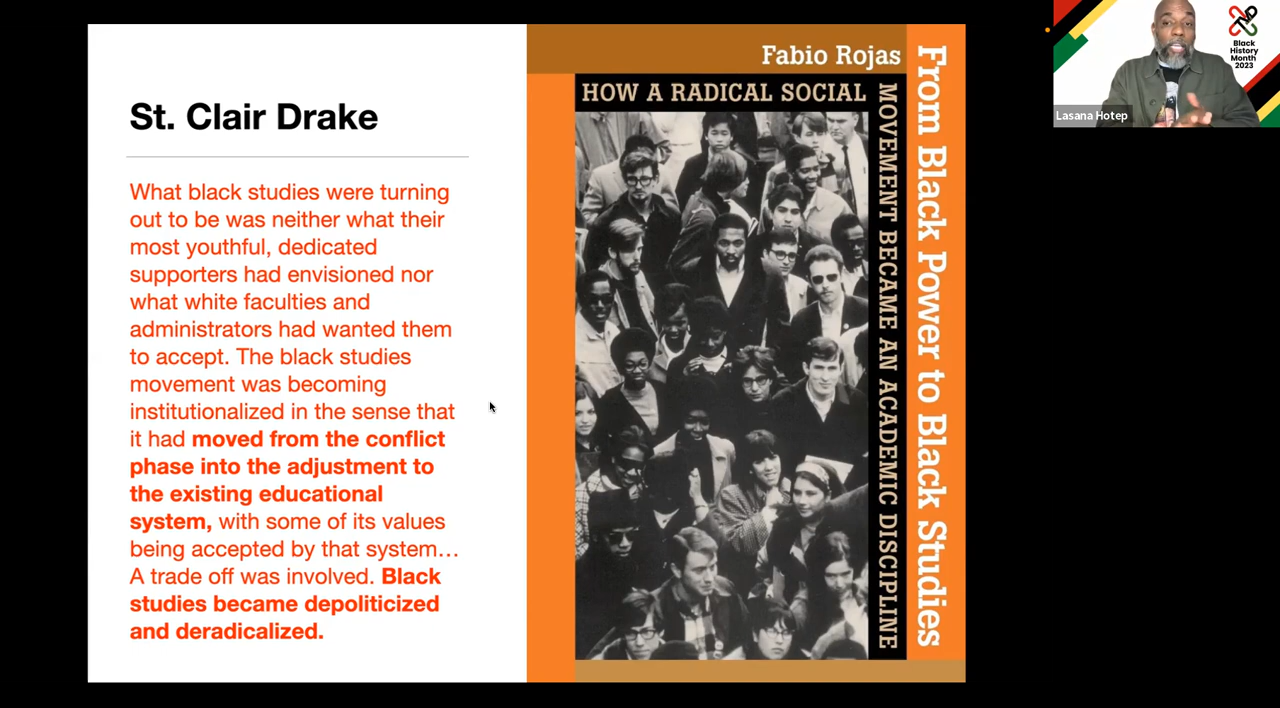 St. Clair Drake
What black studies were turning
out to be was neither what their
most youthful, dedicated
supporters had envisioned nor
what white faculties and
administrators had wanted them
to accept. The black studies
movement was becoming
institutionalized in the sense that
it had moved from the conflict
phase into the adjustment to
the existing educational
system, with some of its values
being accepted by that system…
A trade off was involved. Black
studies became depoliticized
and deradicalized.
Fabio Rojas
HOW A RADICAL SOCIAL
MOVEMENT BECAME AN ACADEMIC DISCIPLINE
From Black Power to Black Studies
Black
History
Month
2023
Lasana Hotep